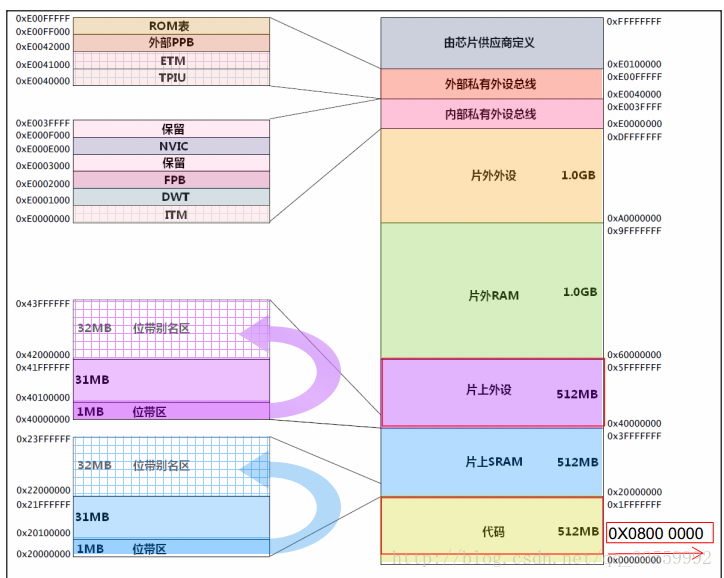 0xE00FFFFF
0xE00FF000
0xE0042000
0xE0041000
0xE0040000
ROM表
外部PPB
ETM
TPIU
0xE003FFFF
0xE000F000
0xE000E000
0xE0003000
0xE0002000
0xE0001000
0xE0000000
保留
NVIC
保留
FPB
DWT
ITM
0x43FFFFFF
32MB 位带别名区
0x42000000
0x41FFFFFF
31MB
0x40100000
1MB 位带区
0x40000000
0x23FFFFFF
32MB 位带别名区
0x22000000
0x21FFFFFF
31MB
0x20100000
1MB 位带区
0x20000000
由芯片供应商定义
外部私有外设总线
内部私有外设总线
片外外设 1.0GB
片外RAM 1.0GB
片上外设 512MB
片上SRAM 512MB
代码 512MB
0xFFFFFFFF
0xE0100000
0xE00FFFFF
0xE0040000
0xE003FFFF
0xE0000000
0xDFFFFFFF
0xA0000000
0x9FFFFFFF
0x60000000
0x5FFFFFFF
0x40000000
0x3FFFFFFF
0x20000000
0x1FFFFFFF
0X0800 0000
0x00000000